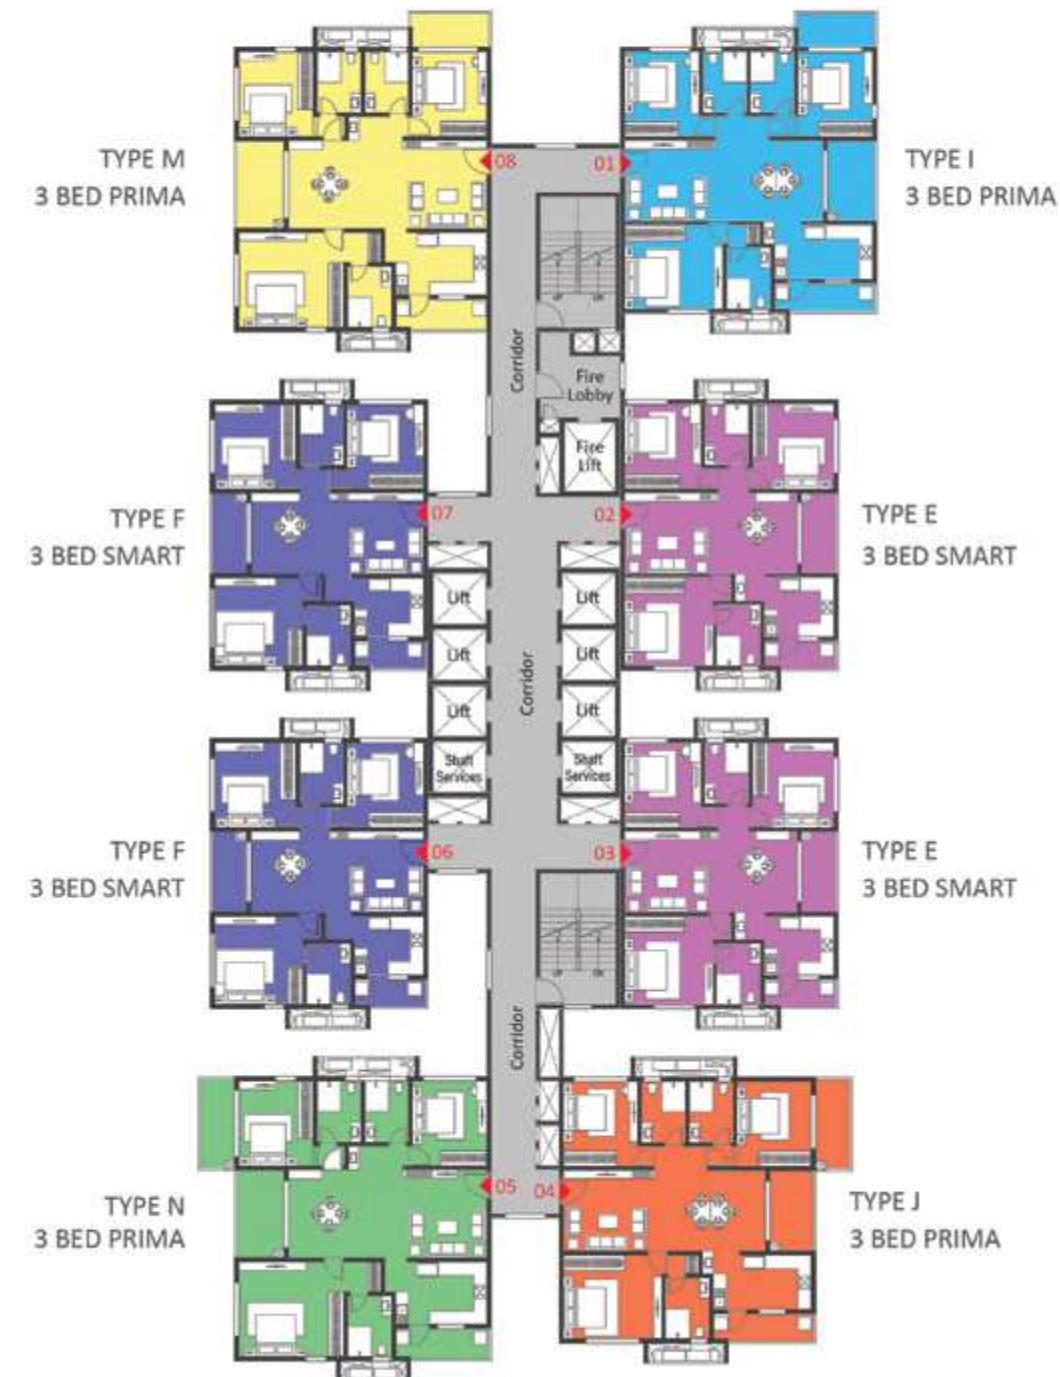 TYPE M
3 BED PRIMA
08
01
TYPE I
3 BED PRIMA
UP
Corridor
Fire
Lobby
Fire
Lift
TYPE F
3 BED SMART
07
02
TYPE E
3 BED SMART
Lift
Lift
Lift
Lift
Corridor
Lift
Lift
Shaft
Services
Shaft
Services
TYPE F
3 BED SMART
06
03
TYPE E
3 BED SMART
UP
DN
Corridor
TYPE N
3 BED PRIMA
05
04
TYPE J
3 BED PRIMA